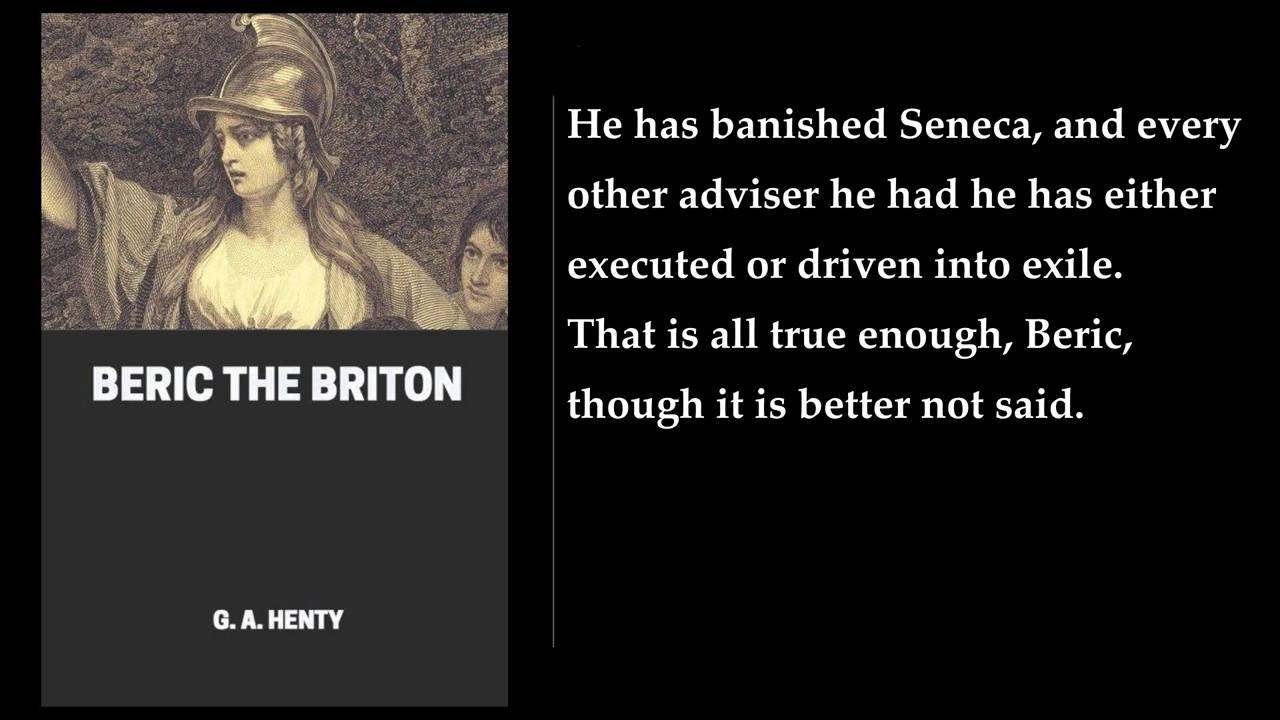 BERIC THE BRITON
G. A. HENTY
He has banished Seneca, and every
other adviser he had he has either
executed or driven into exile.
That is all true enough, Beric,
though it is better not said.